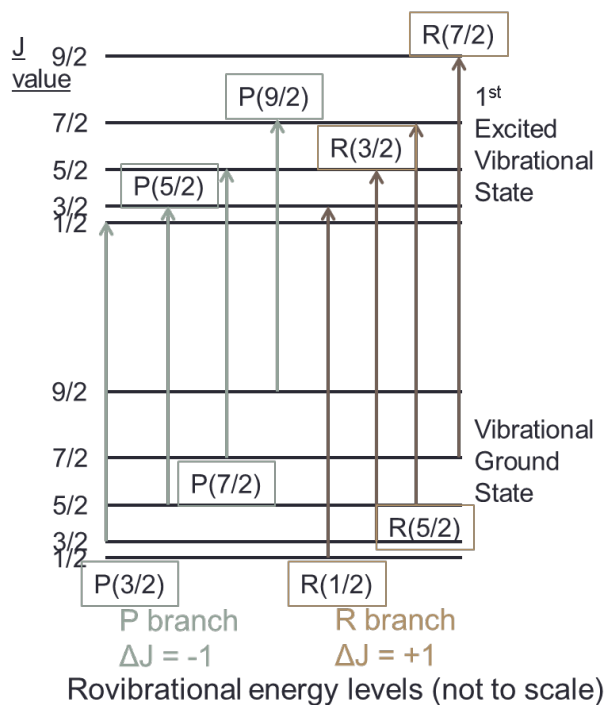 J
value
9/2
R(7/2)
P(9/2)
1st
Excited
Vibrational
State
7/2
R(3/2)
5/2
P(5/2)
3/2
1/2
9/2
Vibrational
Ground
State
7/2
P(7/2)
5/2
R(5/2)
3/2
1/2
P(3/2)
R(1/2)
P branch
ΔJ = -1
R branch
ΔJ = +1
Rovibrational energy levels (not to scale)